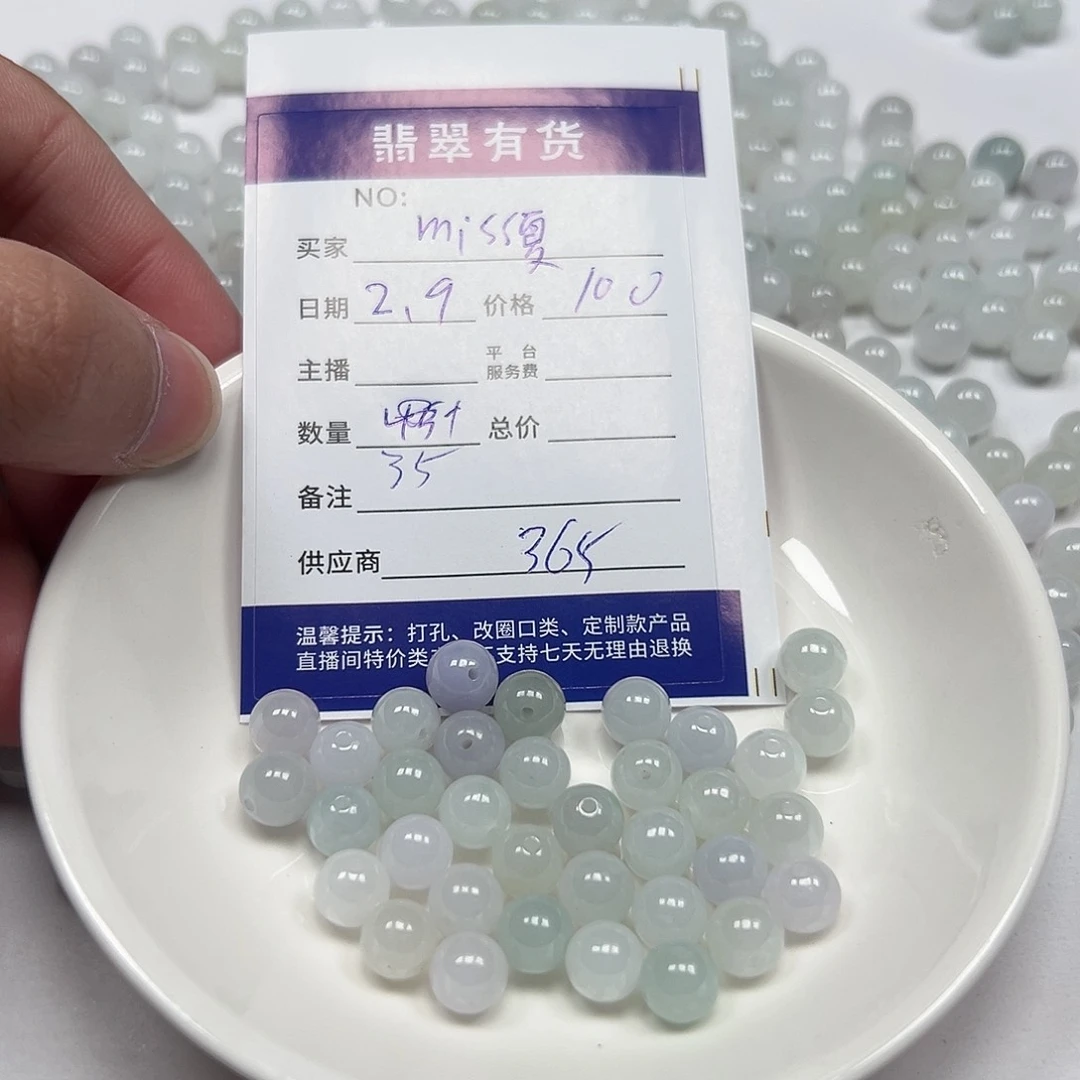 翡翠有货
NO:
买家 miss夏
日期 2.9 价格 100
主播 平台服务费
数量 总价
35
备注
供应商 365
温馨提示：打孔、改圈口类、定制款产品
直播间特价类 支持七天无理由退换